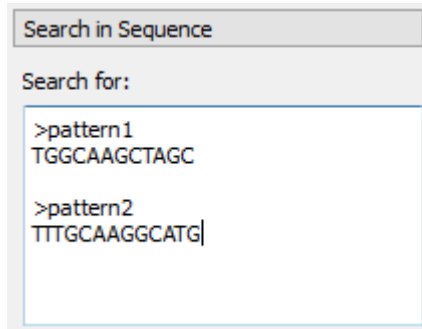 Search in Sequence
Search for:
>pattern1
TGGCAAGCTAGC
>pattern2
TTTGCAAGGCATG